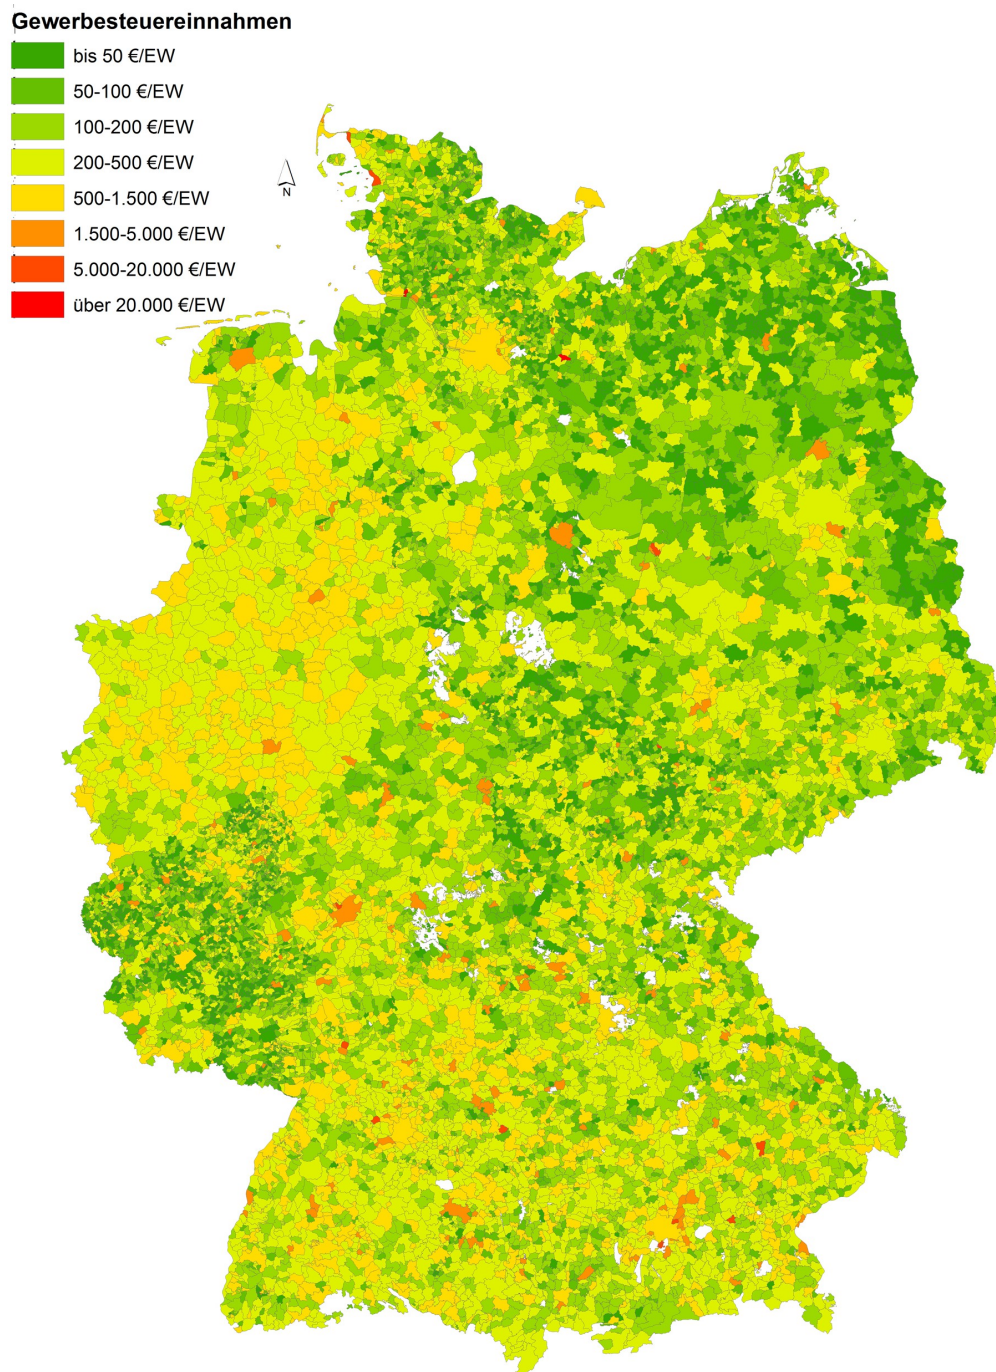 Gewerbesteuereinnahmen
bis 50 €/EW
50-100 €/EW
100-200 €/EW
200-500 €/EW
500-1.500 €/EW
1.500-5.000 €/EW
5.000-20.000 €/EW
über 20.000 €/EW
N